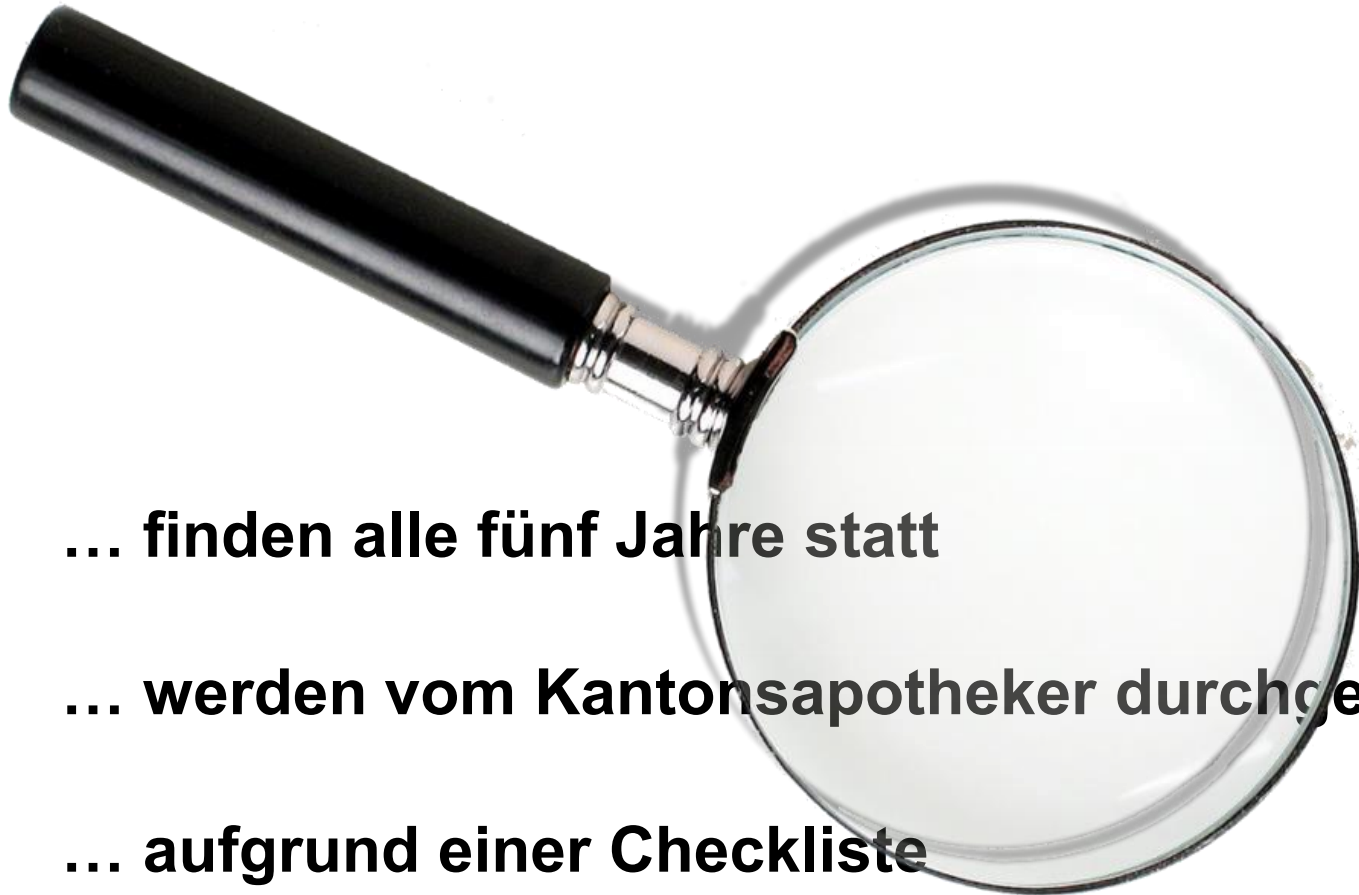 … finden alle fünf Jahre statt
… werden vom Kantonsapotheker durchge
… aufgrund einer Checkliste